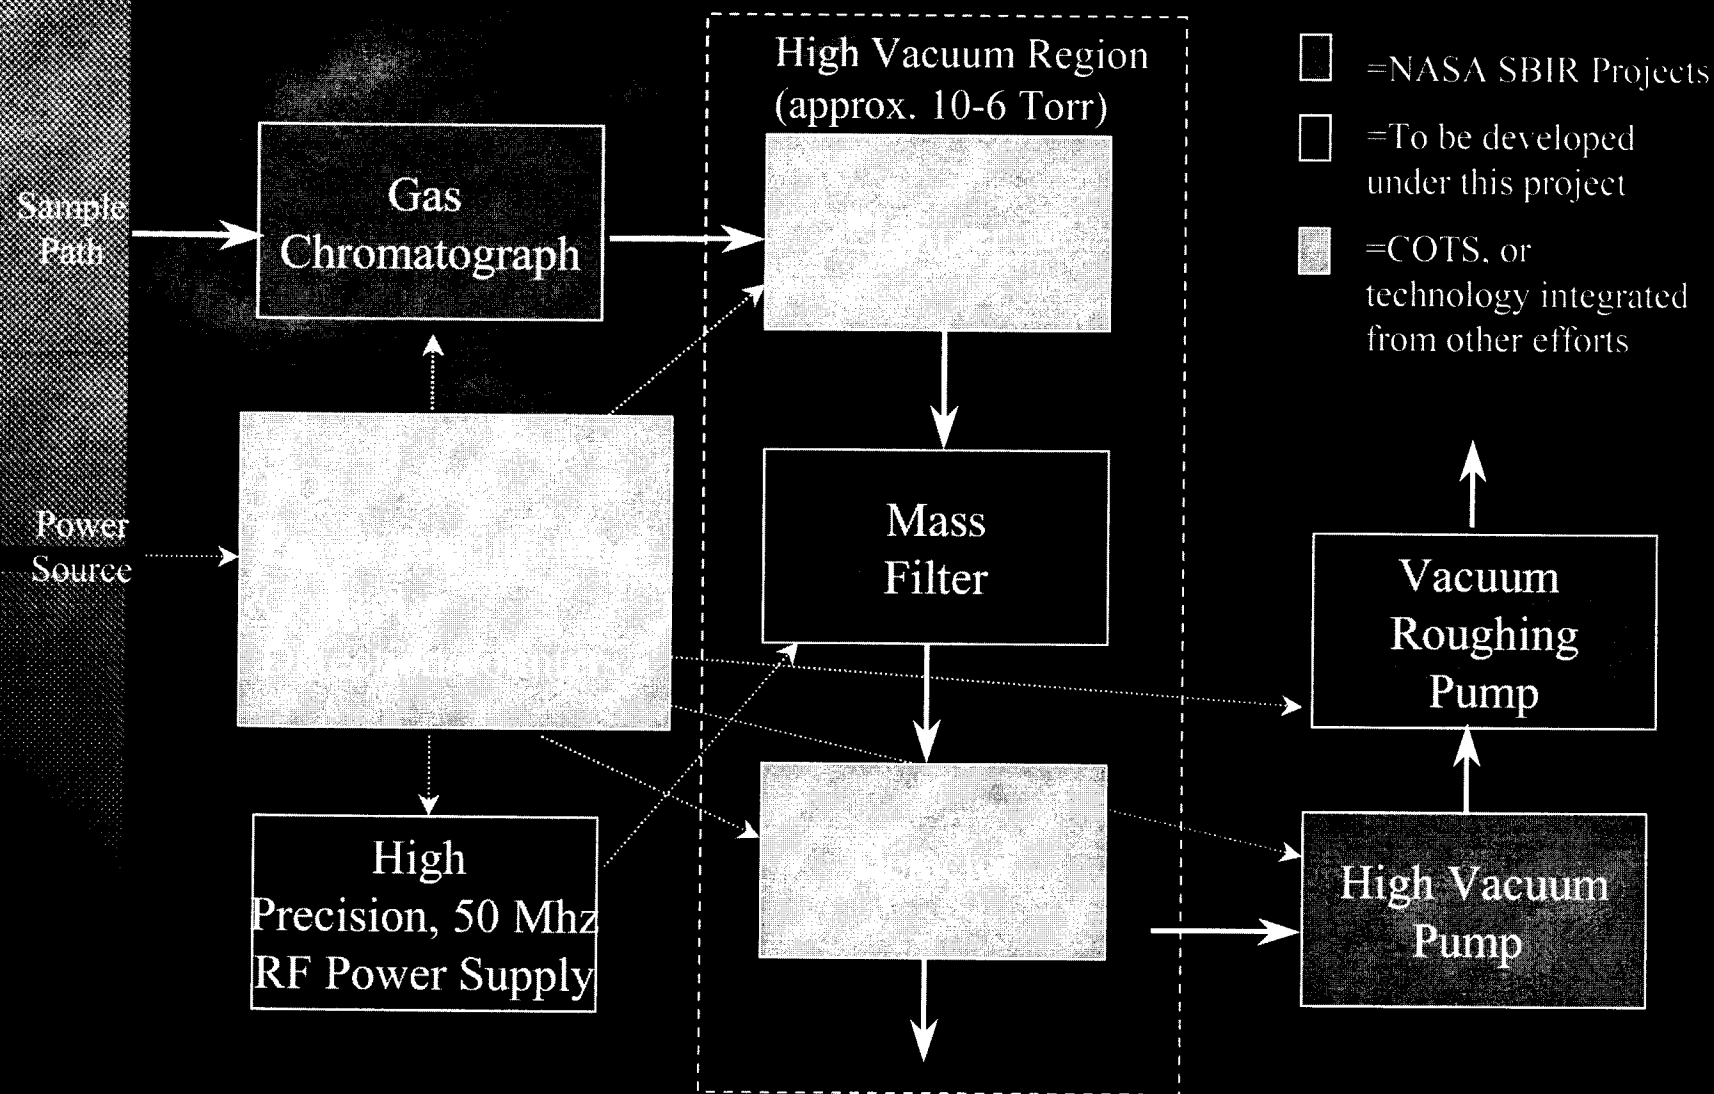 High Vacuum Region
(approx. 10-6 Torr)
=NASA SBIR Projects
=To be developed
under this project
=COTS, or
technology integrated
from other efforts
Sample
Path
Gas
Chromatograph
Power
Source
Mass
Filter
Vacuum
Roughing
Pump
High
Precision, 50 Mhz
RF Power Supply
High Vacuum
Pump